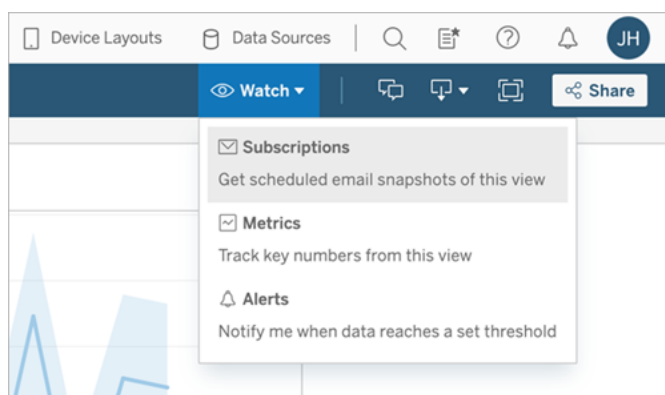 Device Layouts Data Sources JH
Watch Share
Subscriptions
Get scheduled email snapshots of this view
Metrics
Track key numbers from this view
Alerts
Notify me when data reaches a set threshold